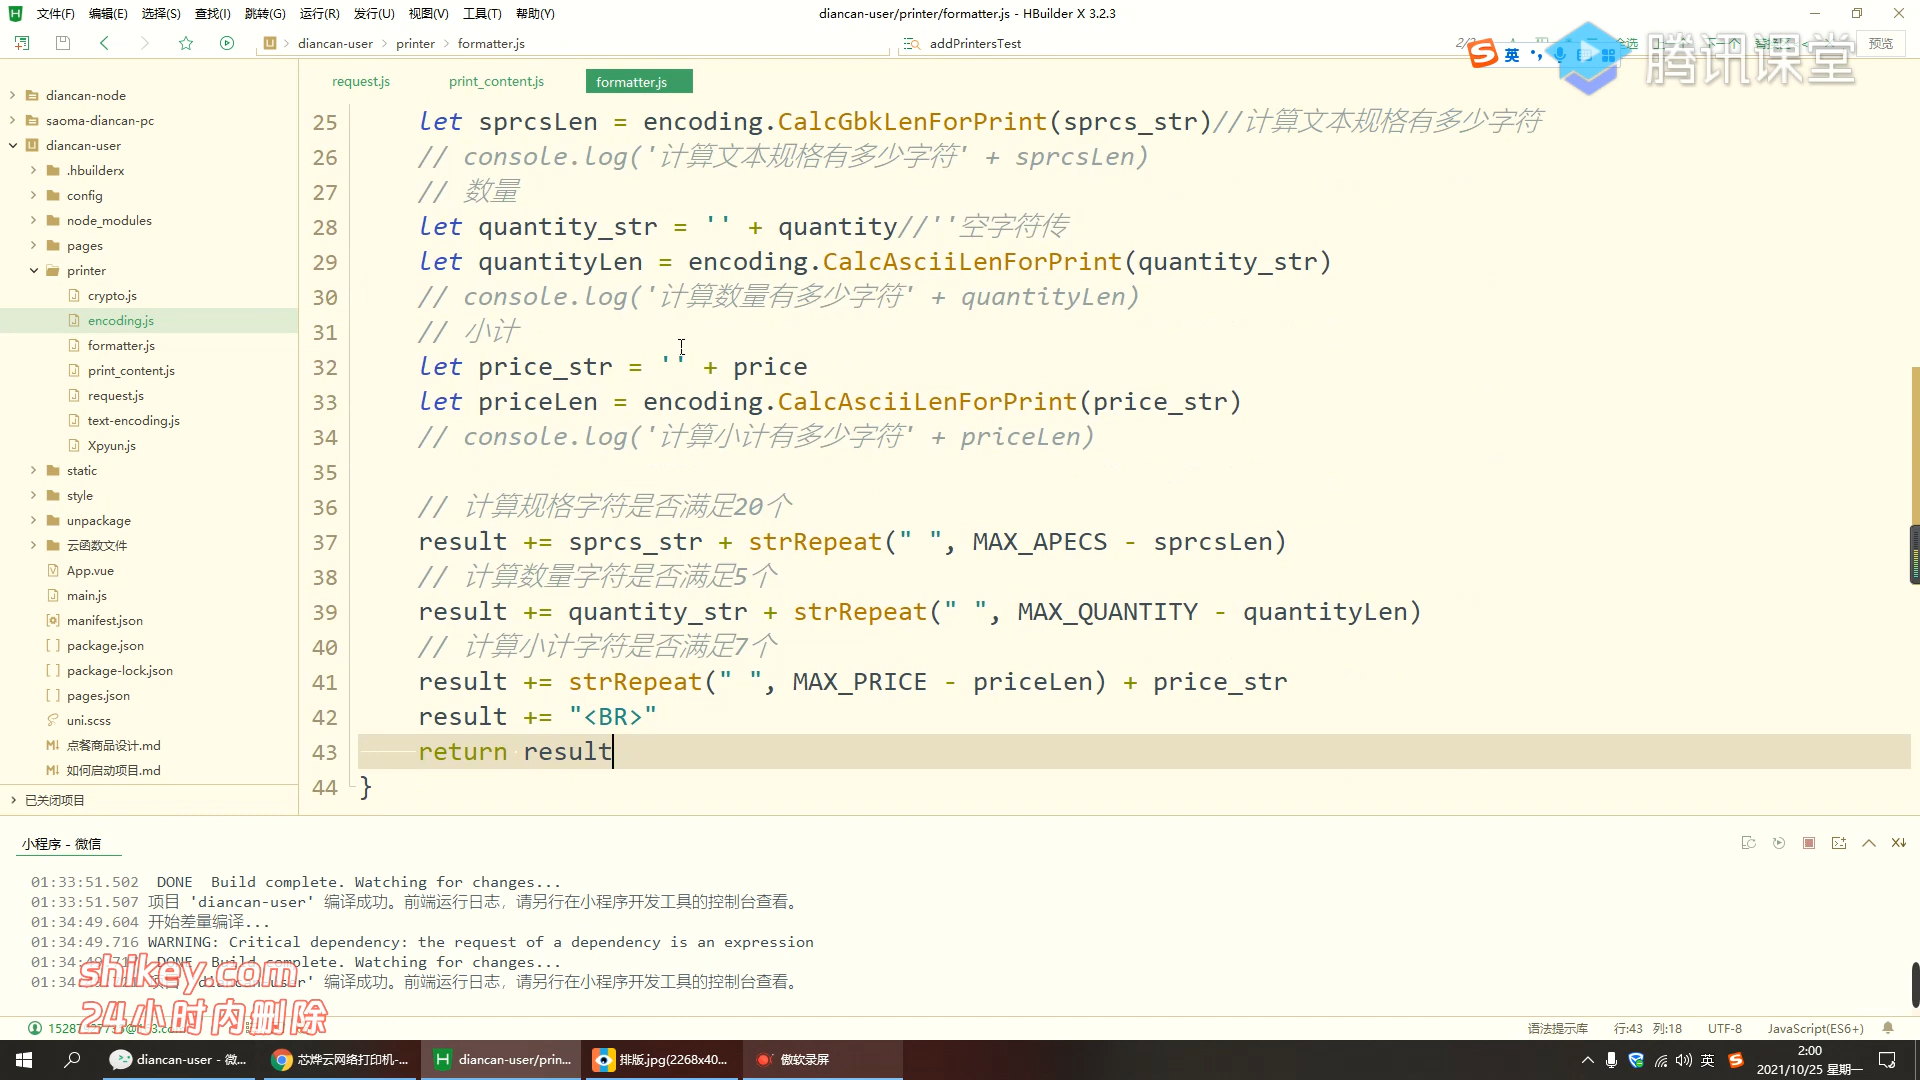 文件(F) 编辑(E) 选择(S) 查找(I) 跳转(G) 运行(R) 发行(U) 视图(V) 工具(T) 帮助(Y)
diancan-user/printer/formatter.js - HBuilder X 3.2.3
diancan-user printer formatter.js
addPrintersTest
英
预览
腾讯课堂
request.js
print_content.js
formatter.js
diancan-node
saoma-diancan-pc
diancan-user
.hbuilderx
config
node_modules
pages
printer
crypto.js
encoding.js
formatter.js
print_content.js
request.js
text-encoding.js
Xpyun.js
static
style
unpackage
云函数文件
App.vue
main.js
manifest.json
package.json
package-lock.json
pages.json
uni.scss
点餐商品设计.md
如何启动项目.md
已关闭项目
25 let sprcsLen = encoding.CalcGbkLenForPrint(sprcs_str)//计算文本规格有多少字符
26 // console.log('计算文本规格有多少字符' + sprcsLen)
27 // 数量
28 let quantity_str = '' + quantity//''空字符传
29 let quantityLen = encoding.CalcAsciiLenForPrint(quantity_str)
30 // console.log('计算数量有多少字符' + quantityLen)
31 // 小计
32 let price_str = '' + price
33 let priceLen = encoding.CalcAsciiLenForPrint(price_str)
34 // console.log('计算小计有多少字符' + priceLen)
35
36 // 计算规格字符是否满足20个
37 result += sprcs_str + strRepeat(" ", MAX_APECS - sprcsLen)
38 // 计算数量字符是否满足5个
39 result += quantity_str + strRepeat(" ", MAX_QUANTITY - quantityLen)
40 // 计算小计字符是否满足7个
41 result += strRepeat(" ", MAX_PRICE - priceLen) + price_str
42 result += "<BR>"
43 return result
44 }
小程序 - 微信
01:33:51.502 DONE Build complete. Watching for changes...
01:33:51.507 项目 'diancan-user' 编译成功。前端运行日志，请另行在小程序开发工具的控制台查看。
01:34:49.604 开始差量编译...
01:34:49.716 WARNING: Critical dependency: the request of a dependency is an expression
DONE Build complete. Watching for changes...
编译成功。前端运行日志，请另行在小程序开发工具的控制台查看。
shikey.com
24小时内删除
语法提示库 行:43 列:18 UTF-8 JavaScript(ES6+)
diancan-user - 微...
芯烨云网络打印机-...
diancan-user/prin...
排版.jpg(2268x40...
傲软录屏
英
2:00
2021/10/25 星期一